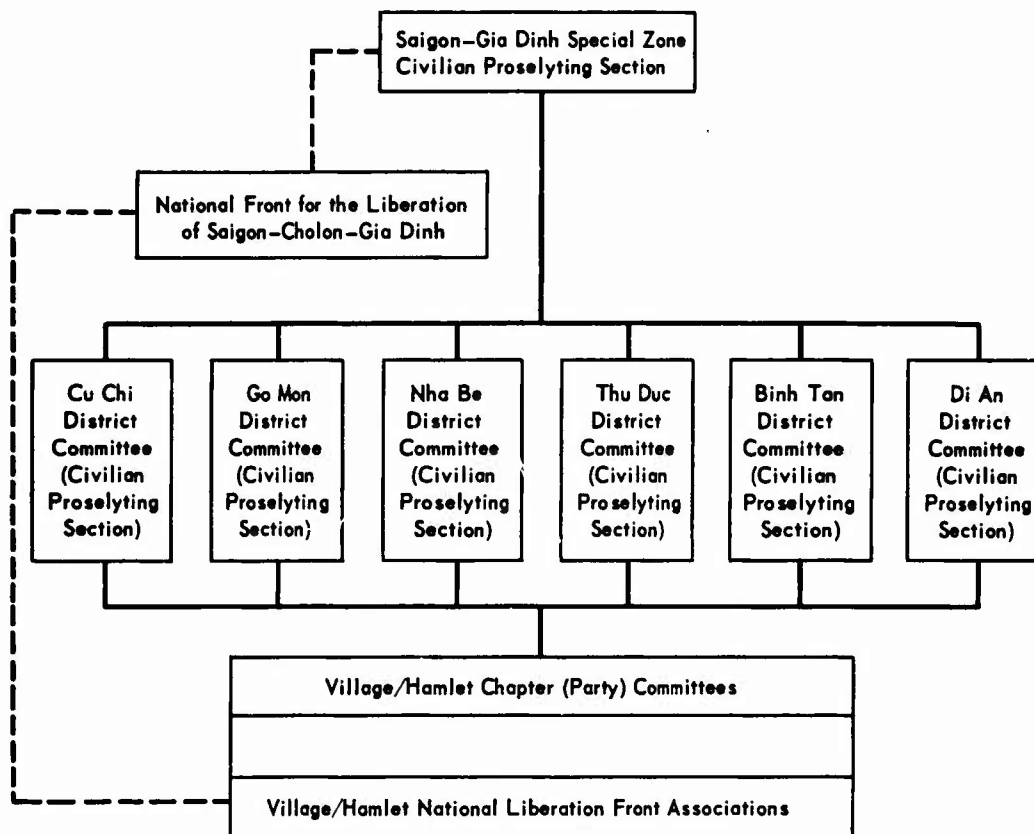 Saigon–Gia Dinh Special Zone
Civilian Proselyting Section
National Front for the Liberation
of Saigon–Cholon–Gia Dinh
Cu Chi
District
Committee
(Civilian
Proselyting
Section)
Go Mon
District
Committee
(Civilian
Proselyting
Section)
Nha Be
District
Committee
(Civilian
Proselyting
Section)
Thu Duc
District
Committee
(Civilian
Proselyting
Section)
Binh Tan
District
Committee
(Civilian
Proselyting
Section)
Di An
District
Committee
(Civilian
Proselyting
Section)
Village/Hamlet Chapter (Party) Committees
Village/Hamlet National Liberation Front Associations